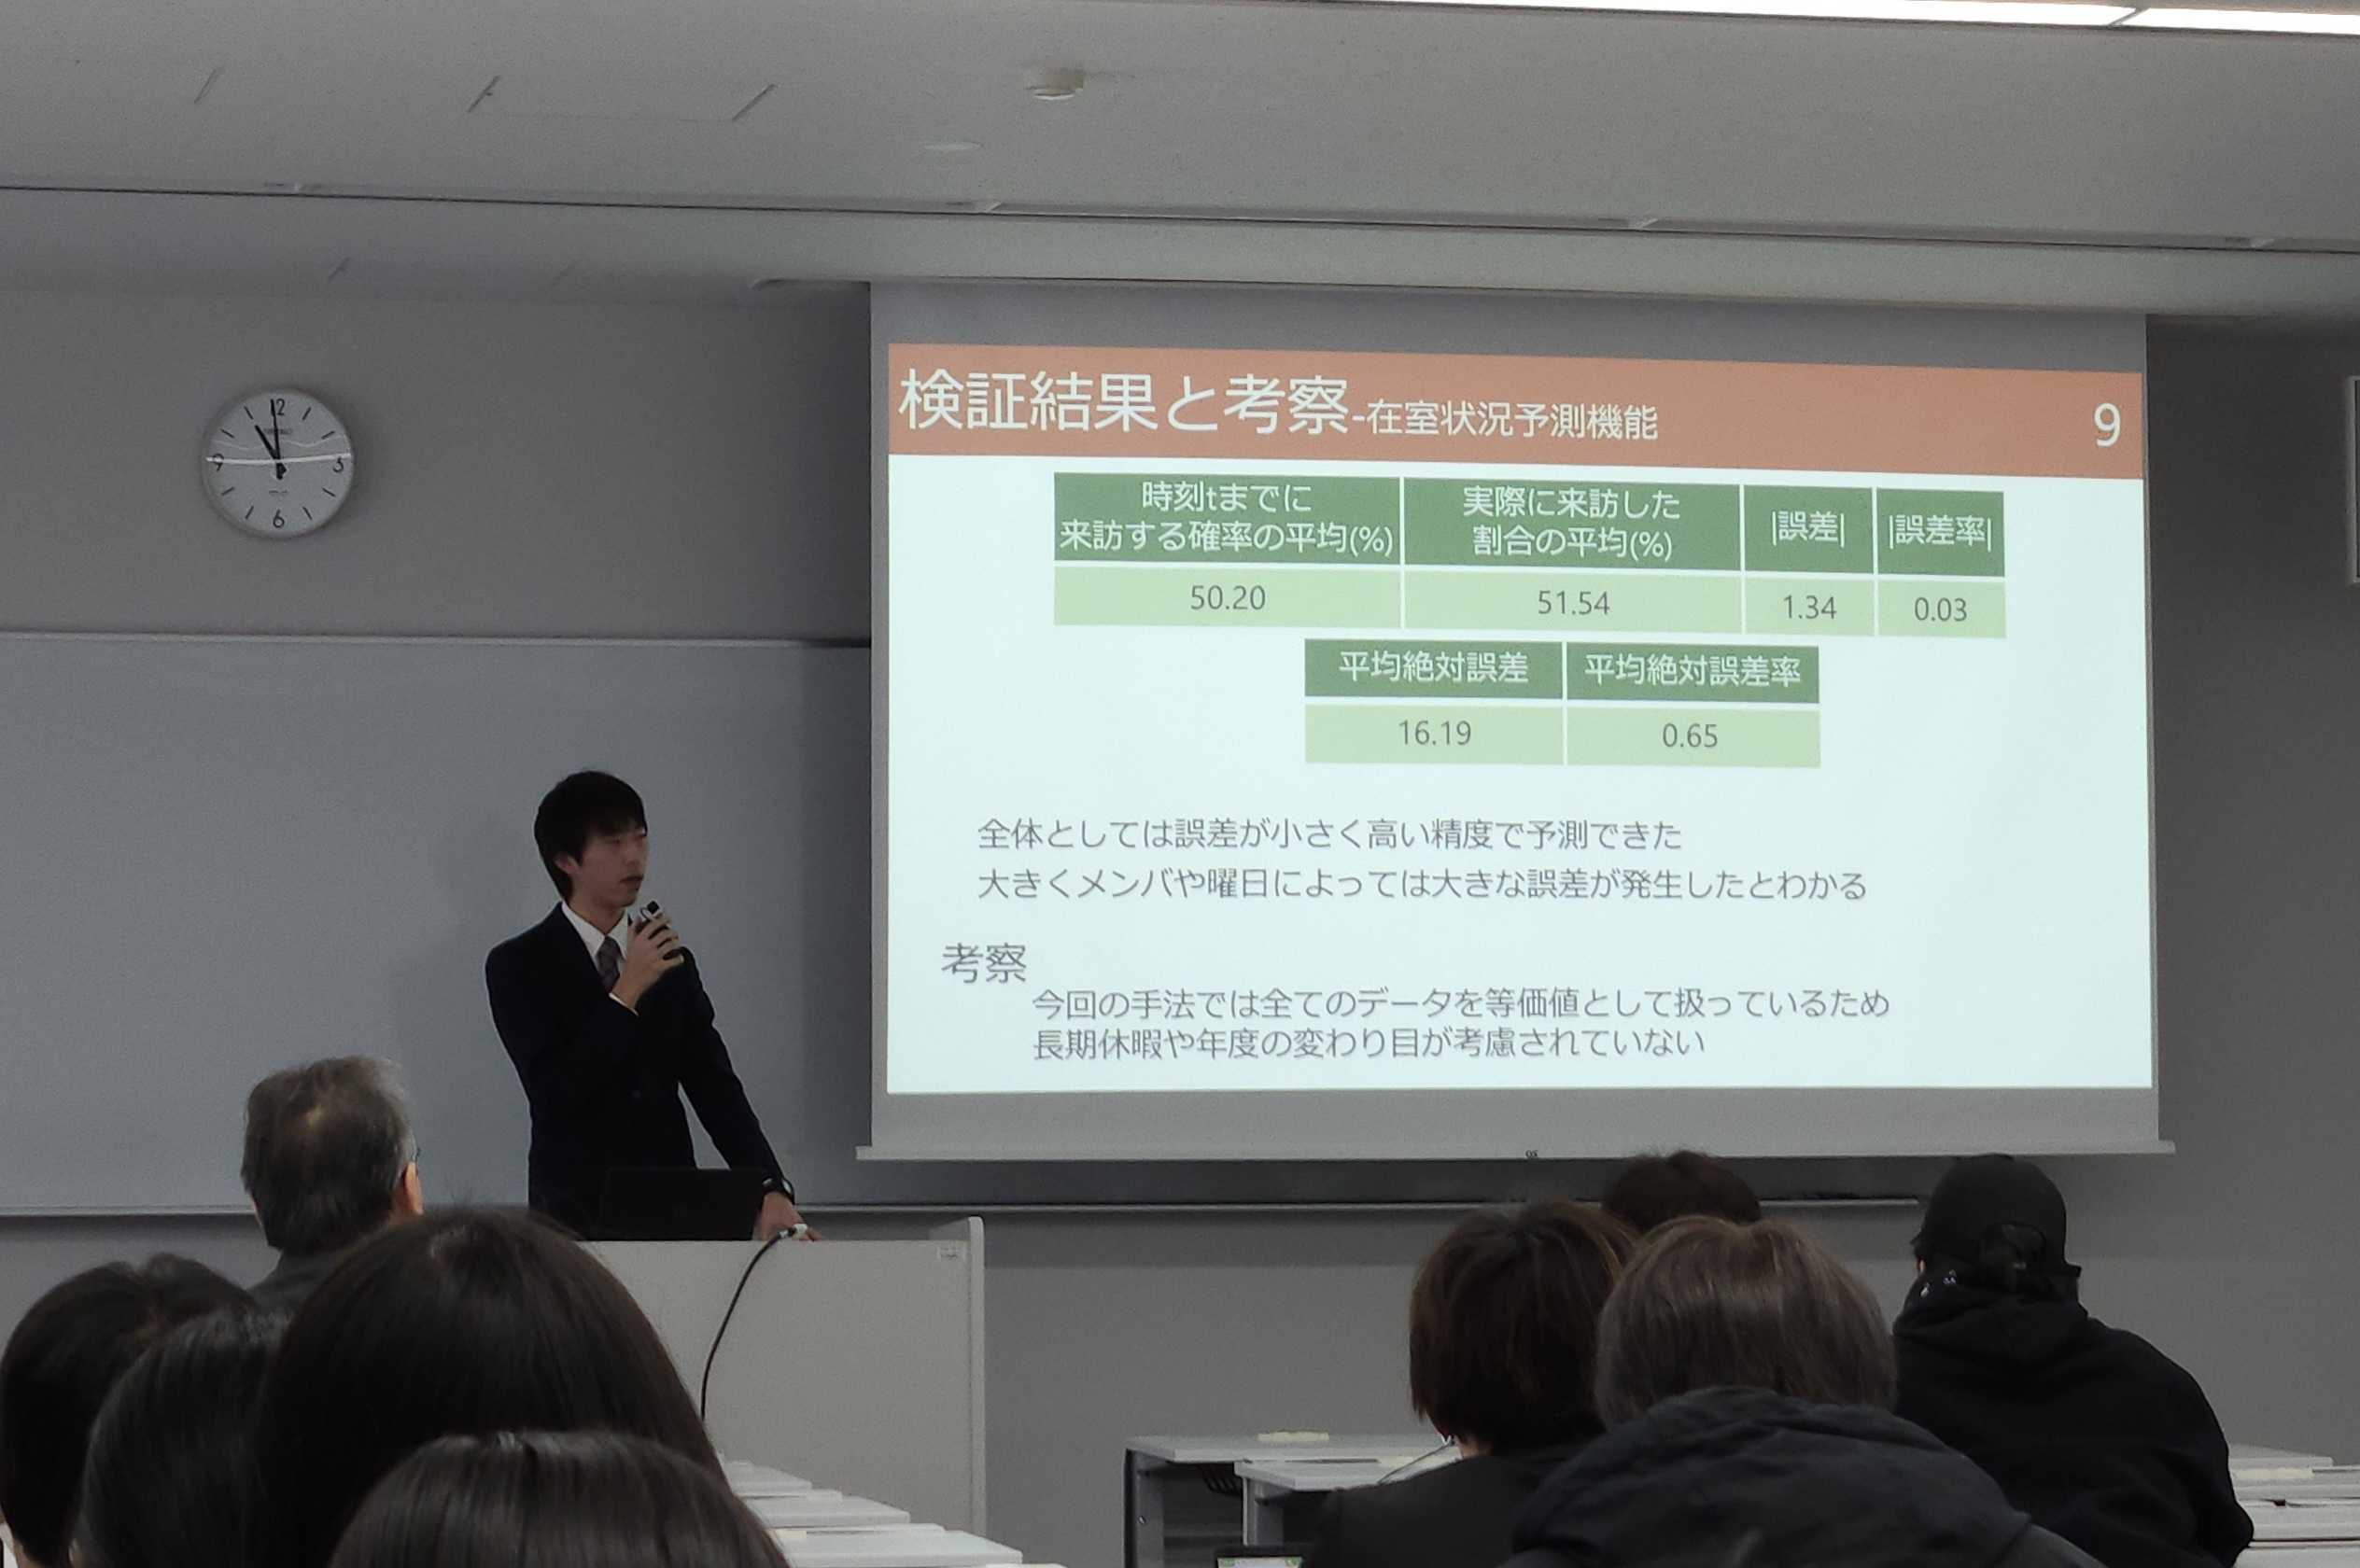 検証結果と考察-在室状況予測機能
9
時刻tまでに
来訪する確率の平均(%)
実際に来訪した
割合の平均(%)
|誤差|
|誤差率|
50.20
51.54
1.34
0.03
平均絶対誤差
平均絶対誤差率
16.19
0.65
全体としては誤差が小さく高い精度で予測できた
大きくメンバや曜日によっては大きな誤差が発生したとわかる
考察
今回の手法では全てのデータを等価値として扱っているため
長期休暇や年度の変わり目が考慮されていない
12
9
3
6